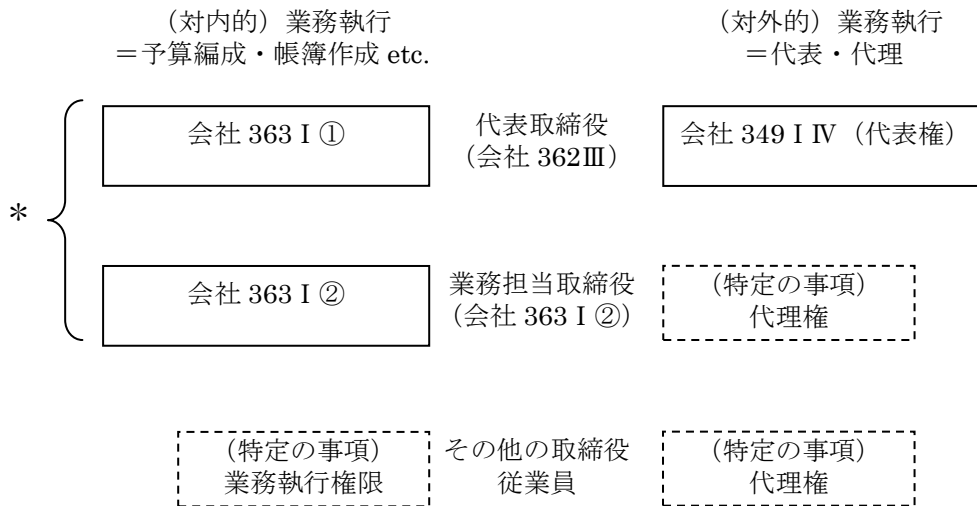 （対内的）業務執行
＝予算編成・帳簿作成 etc.
（対外的）業務執行
＝代表・代理
会社 363 I ①
代表取締役
（会社 362Ⅲ）
会社 349 I Ⅳ（代表権）
＊
会社 363 I ②
業務担当取締役
（会社 363 I ②）
（特定の事項）
代理権
（特定の事項）
業務執行権限
その他の取締役
従業員
（特定の事項）
代理権